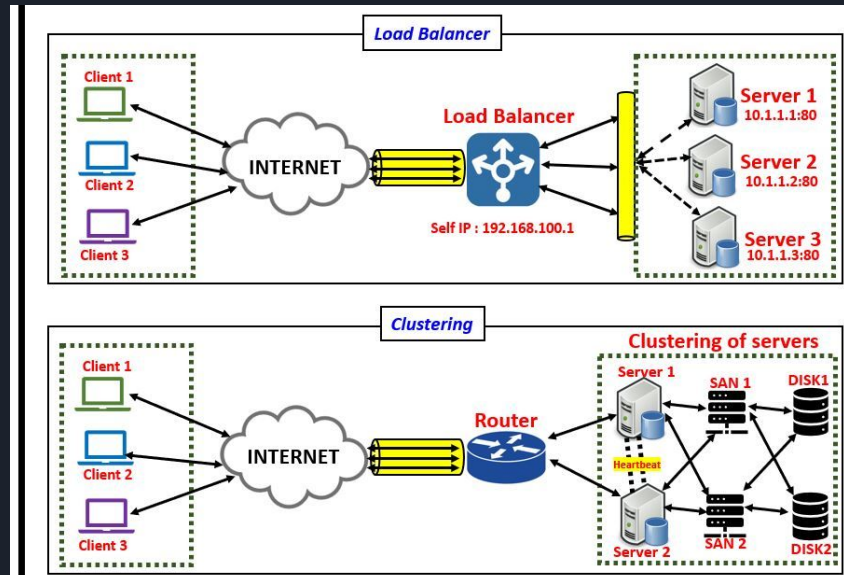 Load Balancer
Client 1
Client 2
Client 3
INTERNET
Load Balancer
Self IP : 192.168.100.1
Server 1
10.1.1.1:80
Server 2
10.1.1.2:80
Server 3
10.1.1.3:80
Clustering
Client 1
Client 2
Client 3
INTERNET
Router
Clustering of servers
Server 1
SAN 1
DISK1
Heartbeat
Server 2
SAN 2
DISK2